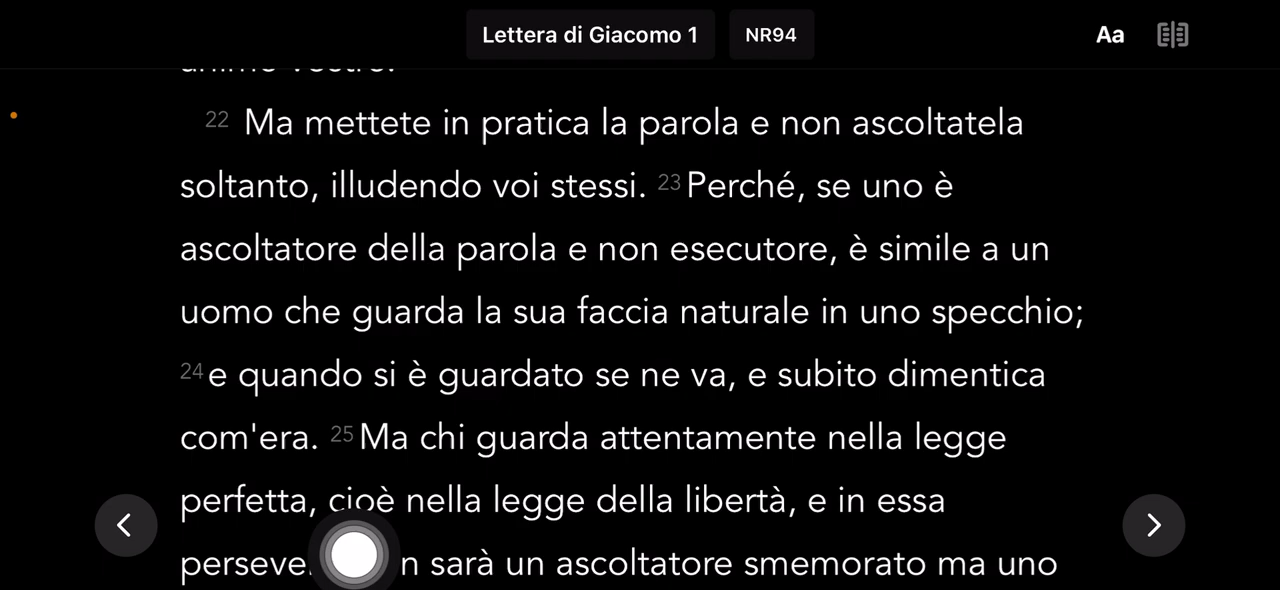 Lettera di Giacomo 1 NR94 Aa
22 Ma mettete in pratica la parola e non ascoltatela
soltanto, illudendo voi stessi. 23 Perché, se uno è
ascoltatore della parola e non esecutore, è simile a un
uomo che guarda la sua faccia naturale in uno specchio;
24 e quando si è guardato se ne va, e subito dimentica
com'era. 25 Ma chi guarda attentamente nella legge
perfetta, cioè nella legge della libertà, e in essa
sarà un ascoltatore smemorato ma uno